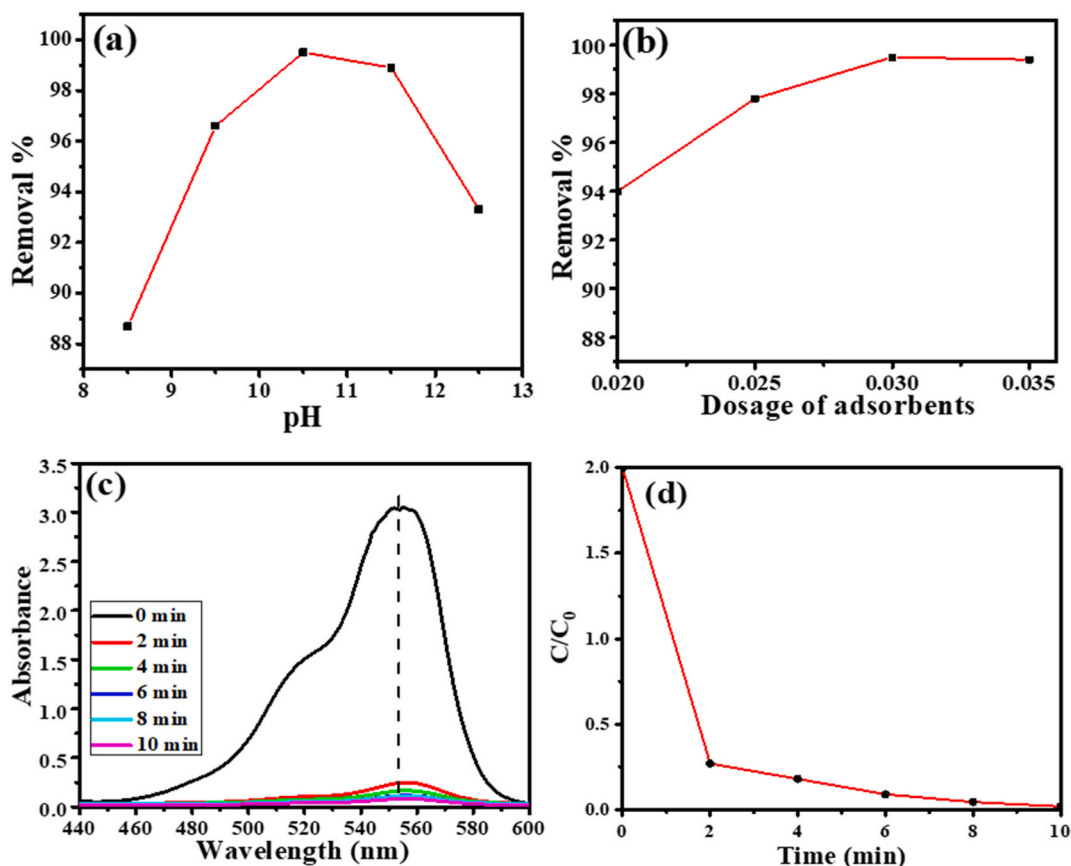 (a)
Removal %
100
98
96
94
92
90
88
8 9 10 11 12 13
pH
(b)
Removal %
100
98
96
94
92
90
88
0.020 0.025 0.030 0.035
Dosage of adsorbents
(c)
Absorbance
3.5
3.0
2.5
2.0
1.5
1.0
0.5
0.0
0 min
2 min
4 min
6 min
8 min
10 min
440 460 480 500 520 540 560 580 600
Wavelength (nm)
(d)
C/C0
2.0
1.5
1.0
0.5
0.0
0 2 4 6 8 10
Time (min)